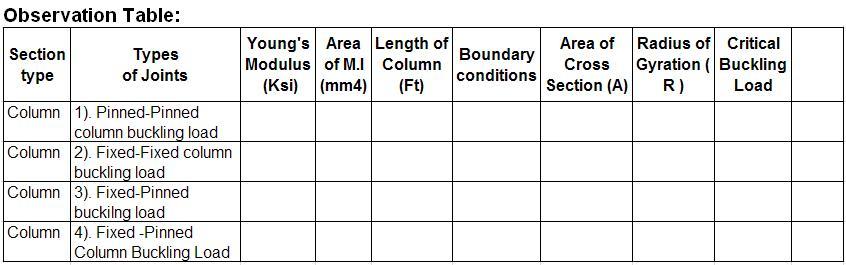 Observation Table:
Section type
Types of Joints
Young's Modulus (Ksi)
Area of M.I (mm4)
Length of Column (Ft)
Boundary conditions
Area of Cross Section (A)
Radius of Gyration ( R )
Critical Buckling Load
Column
1). Pinned-Pinned
column buckling load
Column
2). Fixed-Fixed column
buckling load
Column
3). Fixed-Pinned
buckilng load
Column
4). Fixed -Pinned
Column Buckling Load